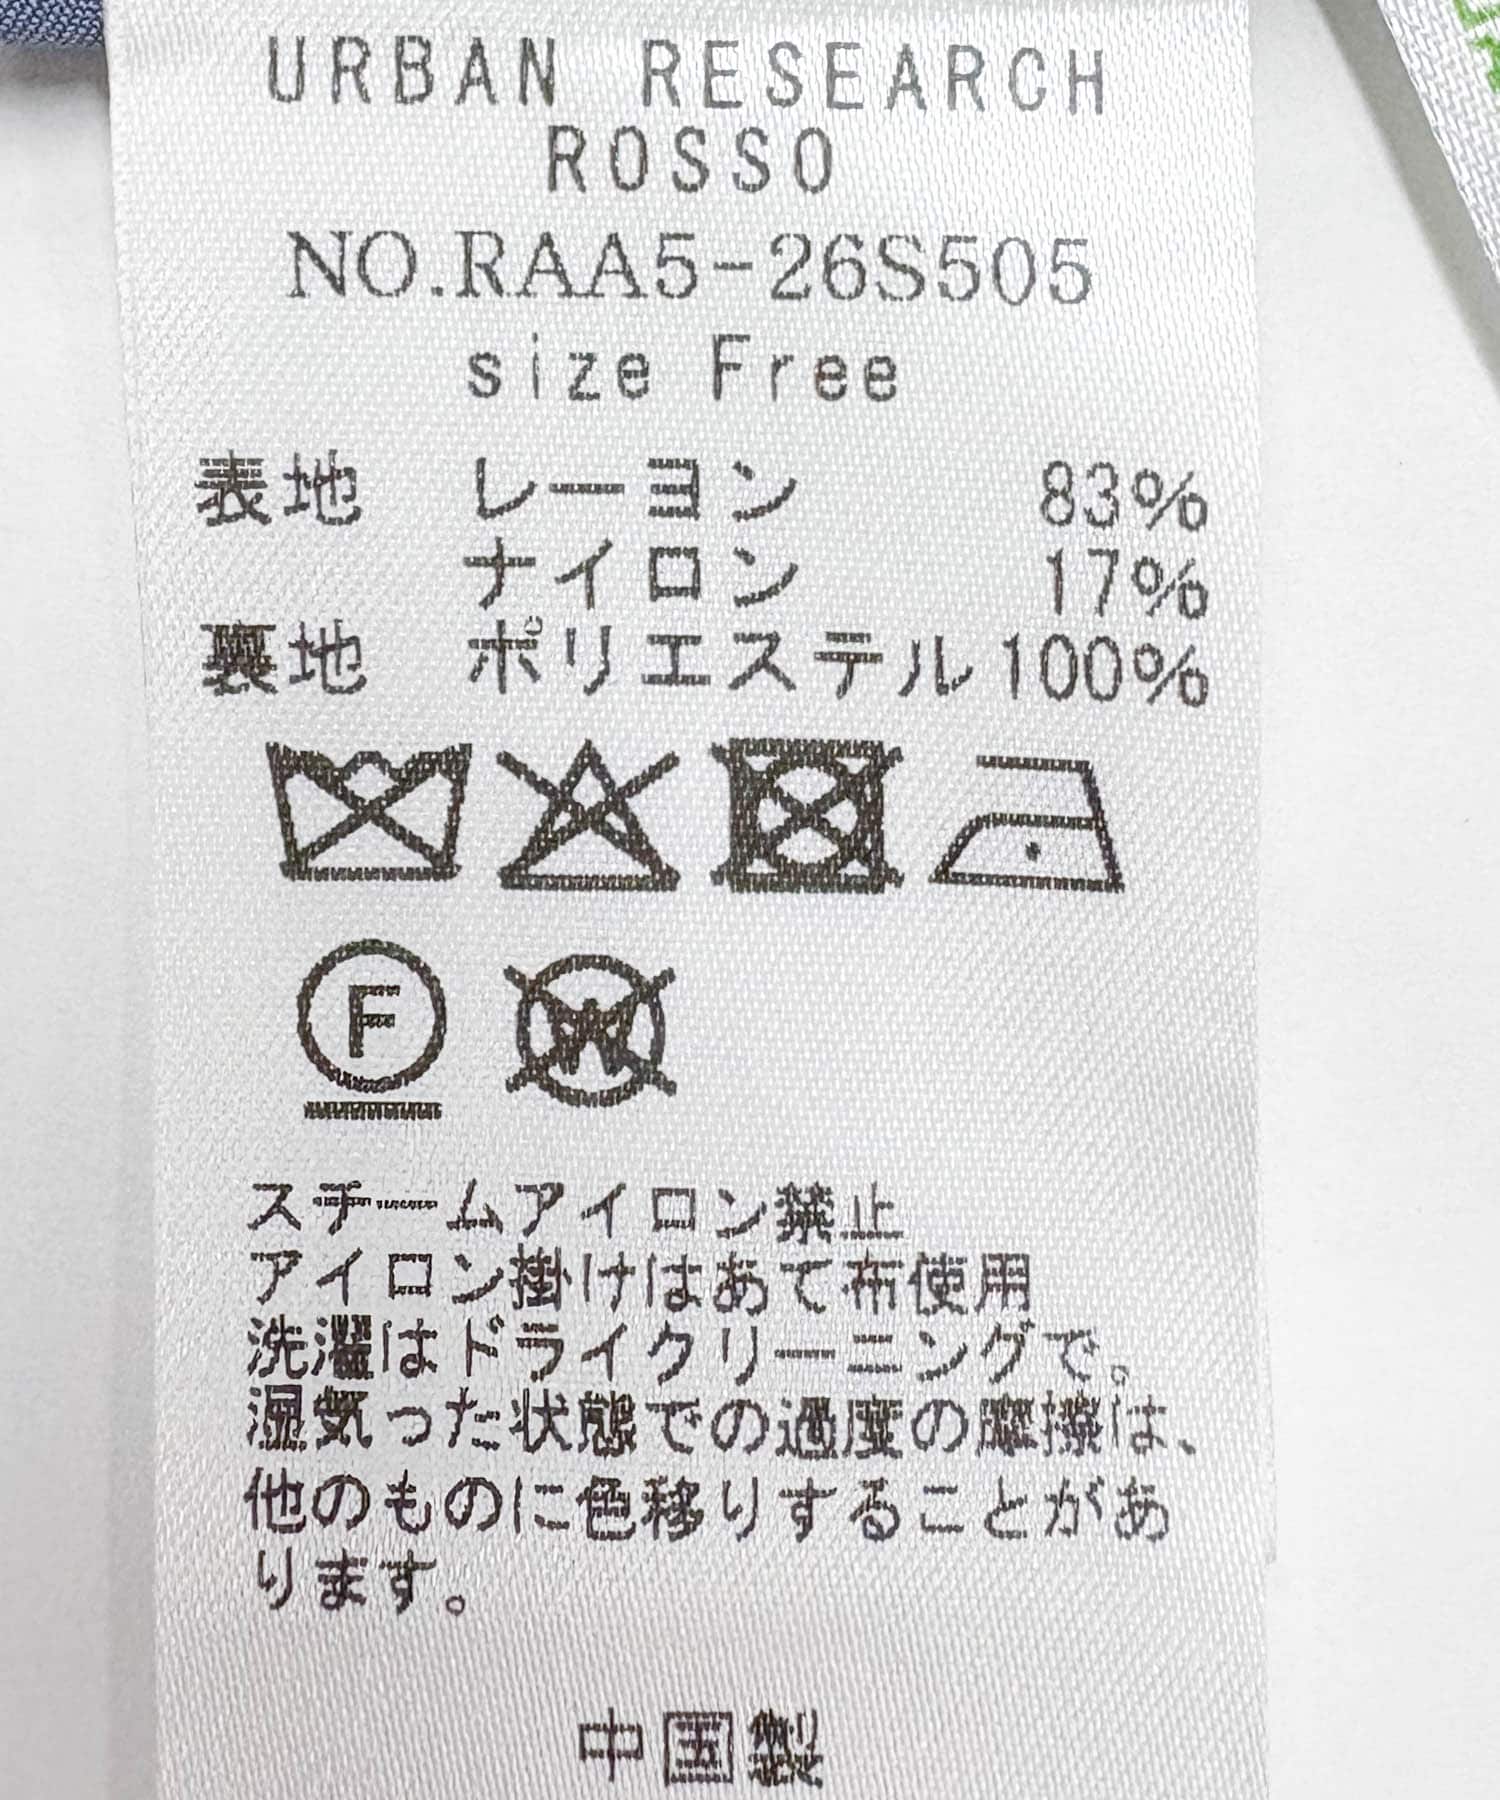 URBAN RESEARCH
ROSSO
NO.RAA5-26S505
size Free
表地 レーヨン 83%
ナイロン 17%
裏地 ポリエステル 100%
F
W
スチームアイロン禁止
アイロン掛けはあて布使用
洗濯はドライクリーニングで。
湿気った状態での過度の摩擦は、
他のものに色移りすることがあ
ります。
中国製